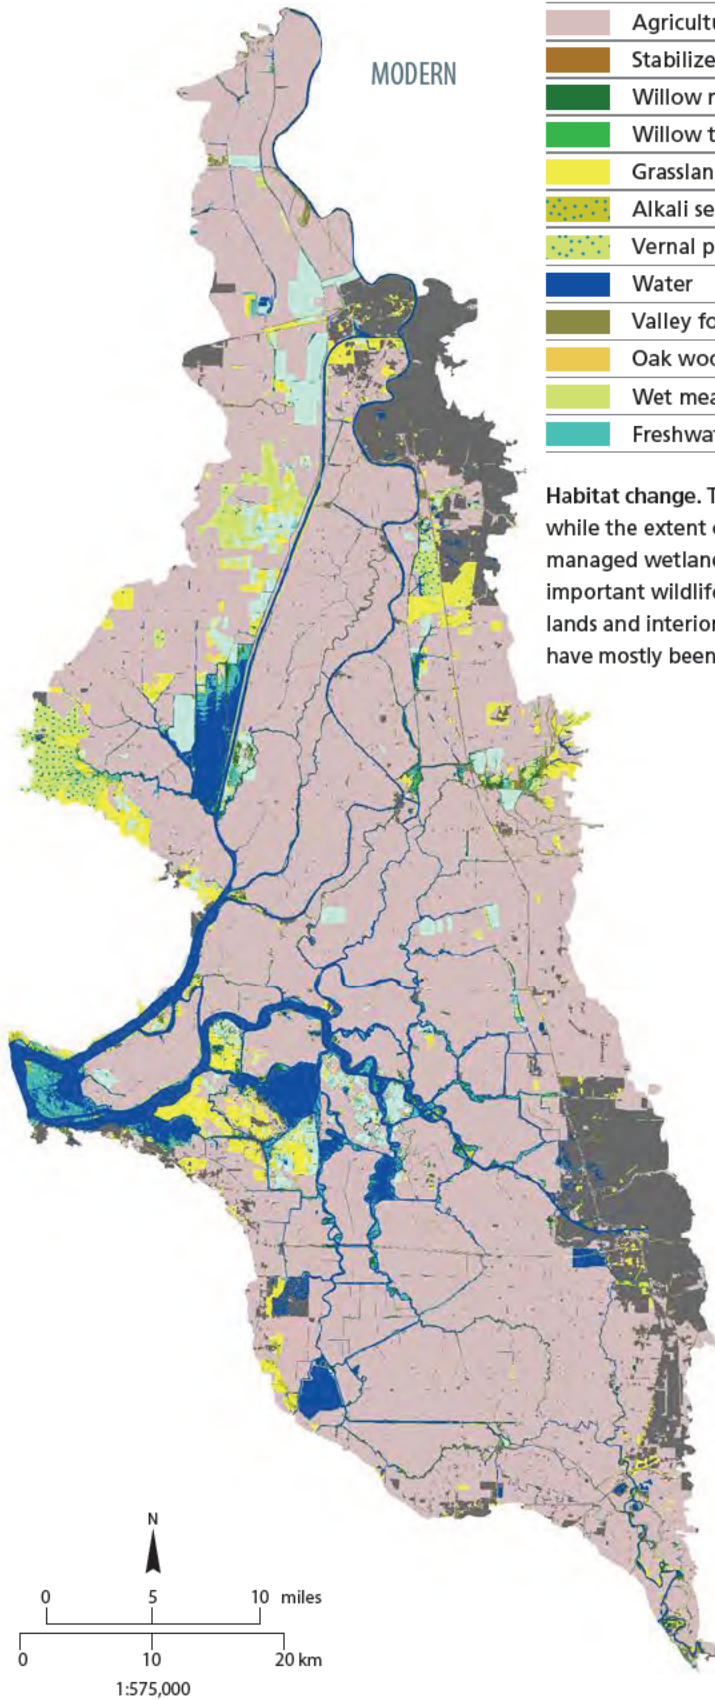 MODERN
Agricultu
Stabilize
Willow r
Willow t
Grasslan
Alkali se
Vernal p
Water
Valley fo
Oak woo
Wet mea
Freshwat
Habitat change. T
while the extent o
managed wetland
important wildlife
lands and interior
have mostly been
N
0 5 10 miles
0 10 20 km
1:575,000